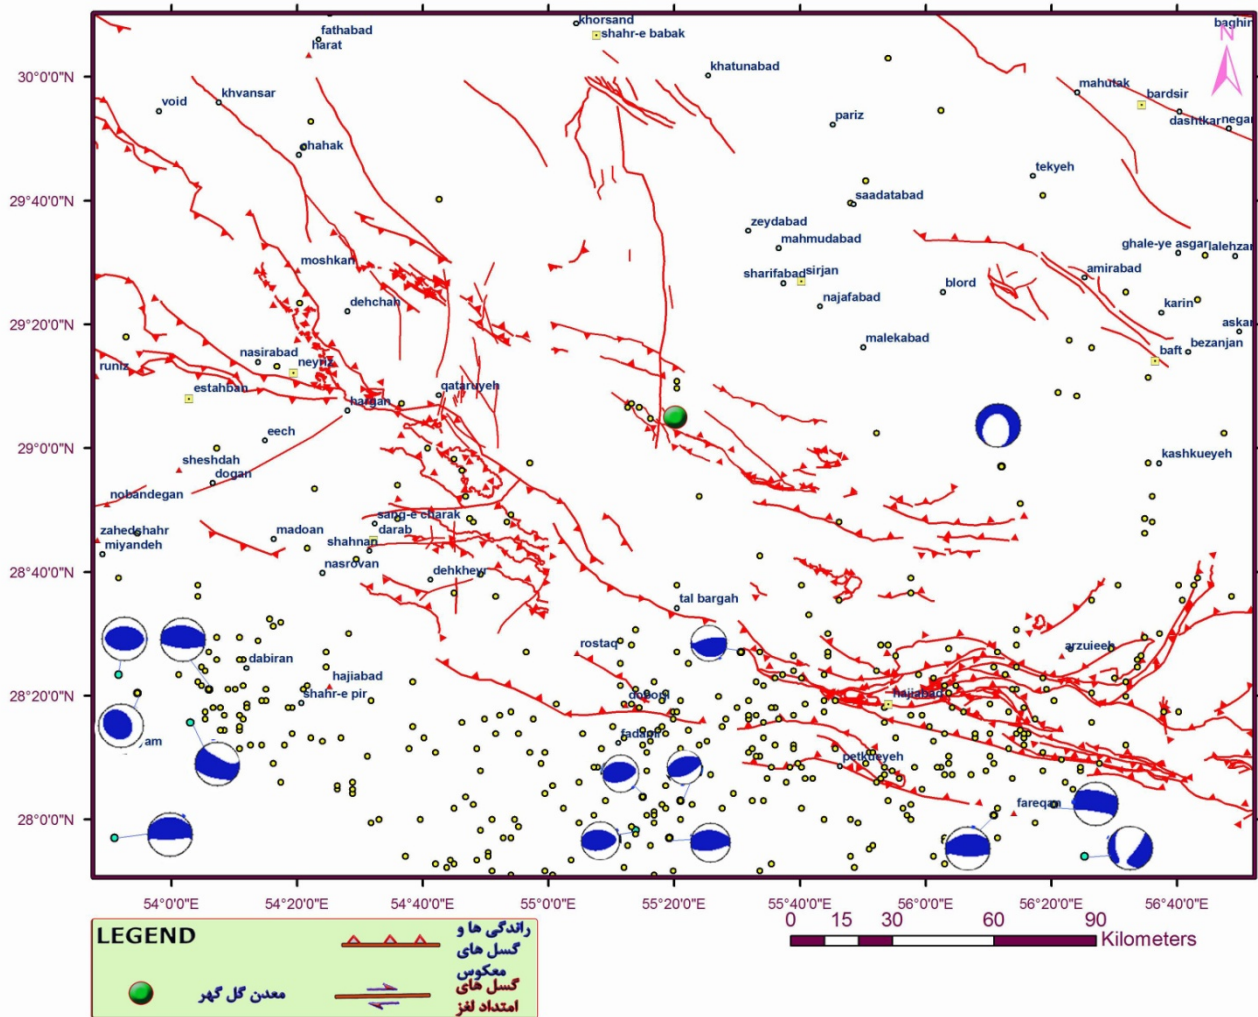 khorsand
fathabad
shahr-e babak
baghin
harat
N
khatunabad
30°0'0"N
mahutak
bardsir
void
khvansar
pariz
dashtkar
negar
chahak
tekyeh
29°40'0"N
saadatabad
zeydabad
mahmudabad
ghale-ye asgar
lalehzar
moshkan
sharifabad
sirjan
amirabad
blord
najafabad
karin
dehchan
29°20'0"N
askar
malekabad
bezanjan
nasirabad
neyriz
baft
runiz
estahban
qatruyeh
hargan
eech
29°0'0"N
sheshdah
kashkueyeh
dogan
nobandegan
sang-e charak
zahedshahr
madoan
darab
miyandeh
shahnan
28°40'0"N
nasrovan
dehkheyr
tal bargah
rostaq
arzuieeh
dabiran
hajiabad
28°20'0"N
shahr-e pir
hajiabad
fadami
am
petkueyeh
fareqan
28°0'0"N
54°0'0"E
54°20'0"E
54°40'0"E
55°0'0"E
55°20'0"E
55°40'0"E
56°0'0"E
56°20'0"E
56°40'0"E
0 15 30 60 90
Kilometers
LEGEND
راندگی ها و
گسل های
معکوس
گسل های
امتداد لغز
معدن گل گهر